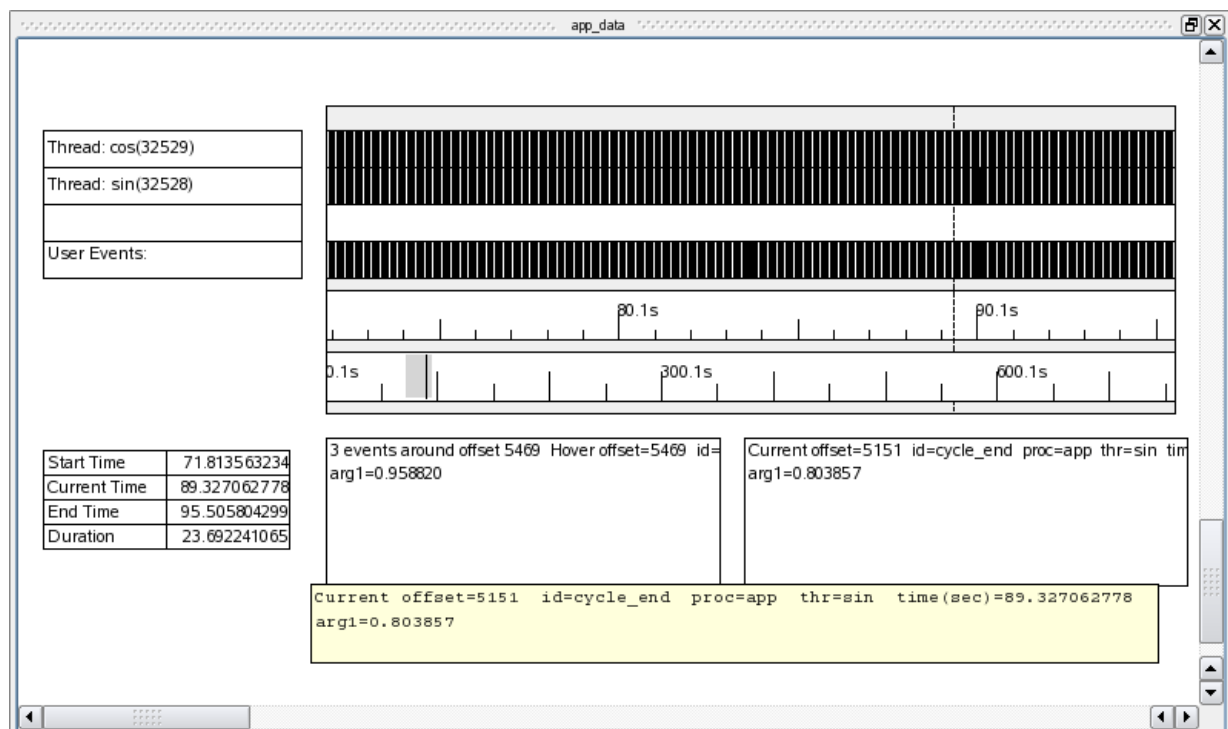 app_data
Thread: cos(32529)
Thread: sin(32528)
User Events:
80.1s 90.1s
0.1s 300.1s 600.1s
Start Time 71.813563234
Current Time 89.327062778
End Time 95.505804299
Duration 23.692241065
3 events around offset 5469 Hover offset=5469 id=
arg1=0.958820
Current offset=5151 id=cycle_end proc=app thr=sin tim
arg1=0.803857
Current offset=5151 id=cycle_end proc=app thr=sin time(sec)=89.327062778
arg1=0.803857